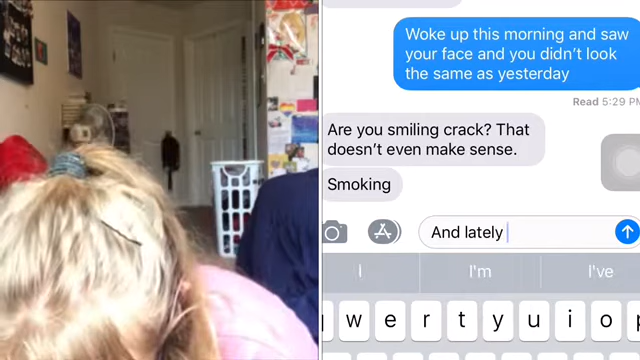 Woke up this morning and saw
your face and you didn't look
the same as yesterday
Read 5:29 PM
Are you smiling crack? That
doesn't even make sense.
Smoking
And lately
I
I'm
I've
w e r t y u i o p